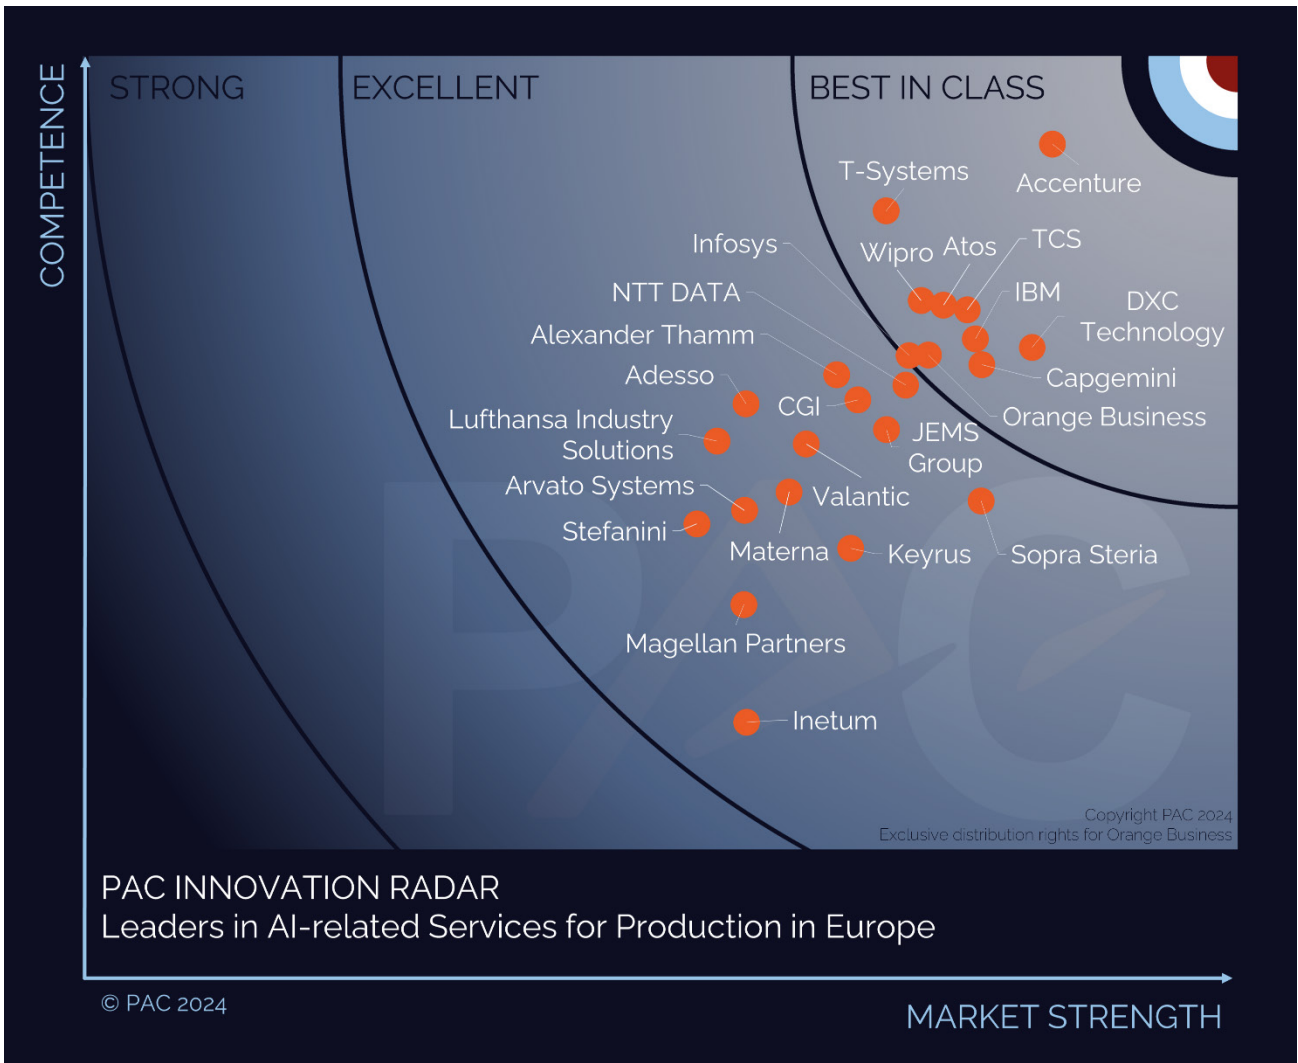 COMPETENCE
STRONG
EXCELLENT
BEST IN CLASS
Accenture
T-Systems
Infosys
Wipro
Atos
TCS
NTT DATA
IBM
DXC
Technology
Alexander Thamm
Adesso
CGI
Capgemini
Orange Business
Lufthansa Industry
Solutions
JEMS
Group
Arvato Systems
Valantic
Stefanini
Materna
Keyrus
Sopra Steria
Magellan Partners
Inetum
PAC
Copyright PAC 2024
Exclusive distribution rights for Orange Business
PAC INNOVATION RADAR
Leaders in AI-related Services for Production in Europe
© PAC 2024
MARKET STRENGTH